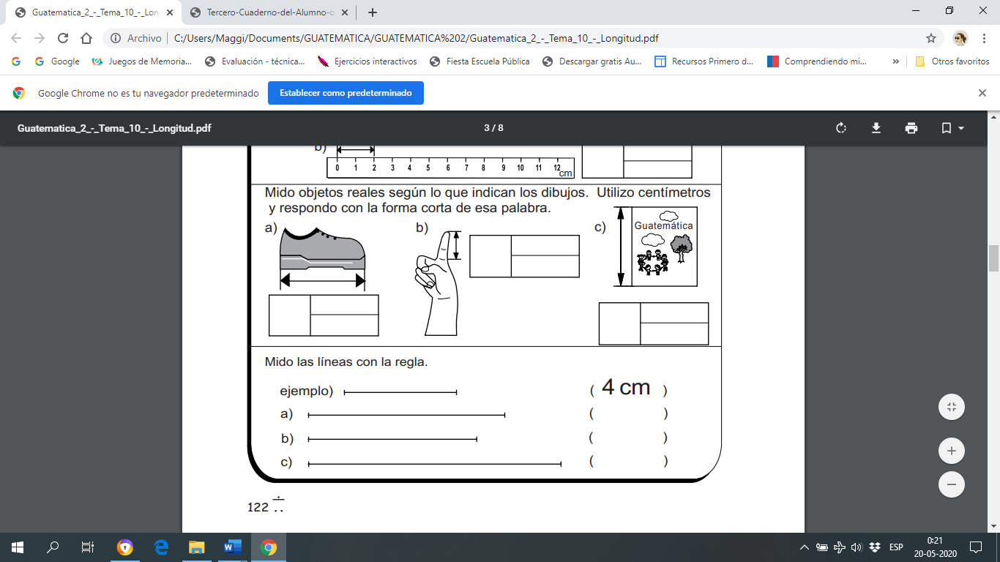 Guatematica_2_-_Tema_10_-_Lon
Tercero-Cuaderno-del-Alumno-o
Archivo
C:/Users/Maggi/Documents/GUATEMATICA/GUATEMATICA%202/Guatematica_2_-_Tema_10_-_Longitud.pdf
Google
Juegos de Memoria...
Evaluación - técnica...
Ejercicios interactivos
Fiesta Escuela Pública
Descargar gratis Au...
Recursos Primero d...
Comprendiendo mi...
»
Otros favoritos
Google Chrome no es tu navegador predeterminado
Establecer como predeterminado
Guatematica_2_-_Tema_10_-_Longitud.pdf
3 / 8
b)
0 1 2 3 4 5 6 7 8 9 10 11 12 cm
Mido objetos reales según lo que indican los dibujos. Utilizo centímetros
y respondo con la forma corta de esa palabra.
a)
b)
c)
Guatemática
Mido las líneas con la regla.
ejemplo) ( 4 cm )
a) ( )
b) ( )
c) ( )
122
ESP
0:21
20-05-2020